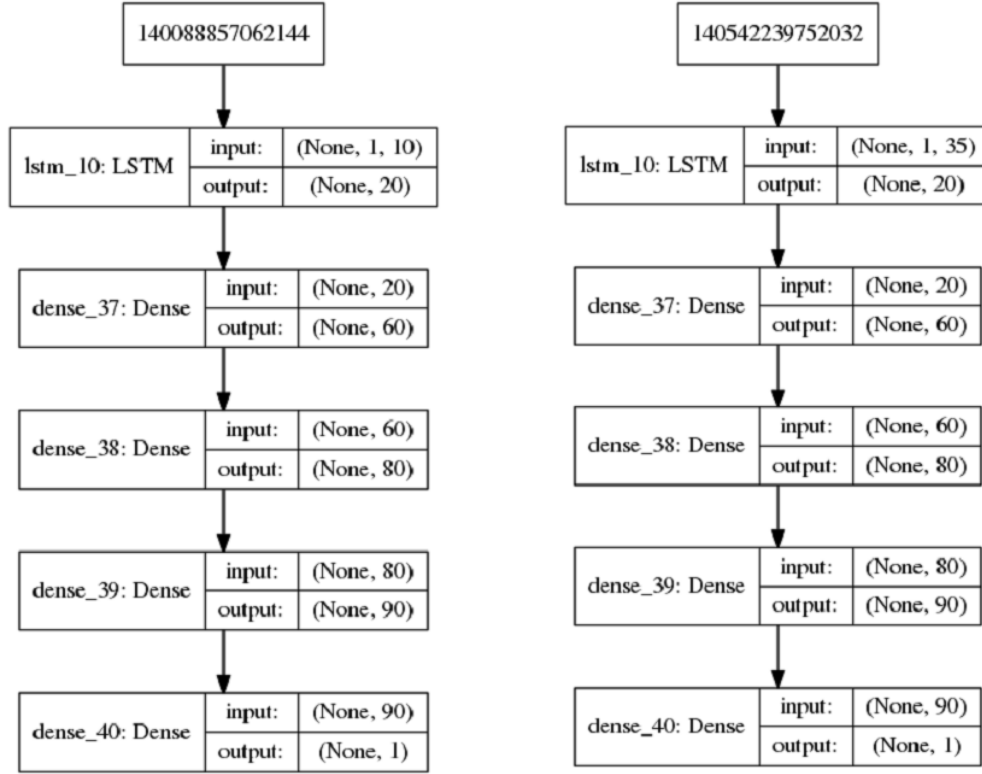 140088857062144
lstm_10: LSTM
input:
(None, 1, 10)
output:
(None, 20)
dense_37: Dense
input:
(None, 20)
output:
(None, 60)
dense_38: Dense
input:
(None, 60)
output:
(None, 80)
dense_39: Dense
input:
(None, 80)
output:
(None, 90)
dense_40: Dense
input:
(None, 90)
output:
(None, 1)
140542239752032
lstm_10: LSTM
input:
(None, 1, 35)
output:
(None, 20)
dense_37: Dense
input:
(None, 20)
output:
(None, 60)
dense_38: Dense
input:
(None, 60)
output:
(None, 80)
dense_39: Dense
input:
(None, 80)
output:
(None, 90)
dense_40: Dense
input:
(None, 90)
output:
(None, 1)